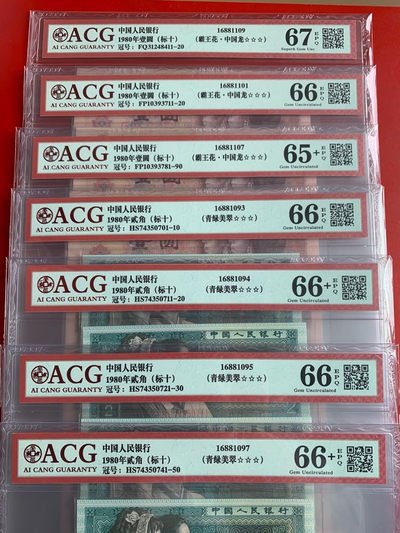 ACG
AI CANG GUARANTY
中国人民银行
1980年壹圆（标十）
冠号：FQ31248411-20
16881109
（霸王花·中国龙☆☆☆）
67 EPQ
Superb Gem Unc
ACG
AI CANG GUARANTY
中国人民银行
1980年壹圆（标十）
冠号：FP10393711-20
16881101
（霸王花·中国龙☆☆☆）
66 EPQ
Gem Uncirculated
ACG
AI CANG GUARANTY
中国人民银行
1980年壹圆（标十）
冠号：FP10393781-90
16881107
（霸王花·中国龙☆☆☆）
65+ EPQ
Gem Uncirculated
ACG
AI CANG GUARANTY
中国人民银行
1980年贰角（标十）
冠号：HS74350701-10
16881093
（青绿美翠☆☆☆）
66+ EPQ
Gem Uncirculated
ACG
AI CANG GUARANTY
中国人民银行
1980年贰角（标十）
冠号：HS74350711-20
16881094
（青绿美翠☆☆☆）
66+ EPQ
Gem Uncirculated
中国人民银行
ACG
AI CANG GUARANTY
中国人民银行
1980年贰角（标十）
冠号：HS74350721-30
16881095
（青绿美翠☆☆☆）
66 EPQ
Gem Uncirculated
ACG
AI CANG GUARANTY
中国人民银行
1980年贰角（标十）
冠号：HS74350741-50
16881097
（青绿美翠☆☆☆）
66+ EPQ
Gem Uncirculated
中国人民银行